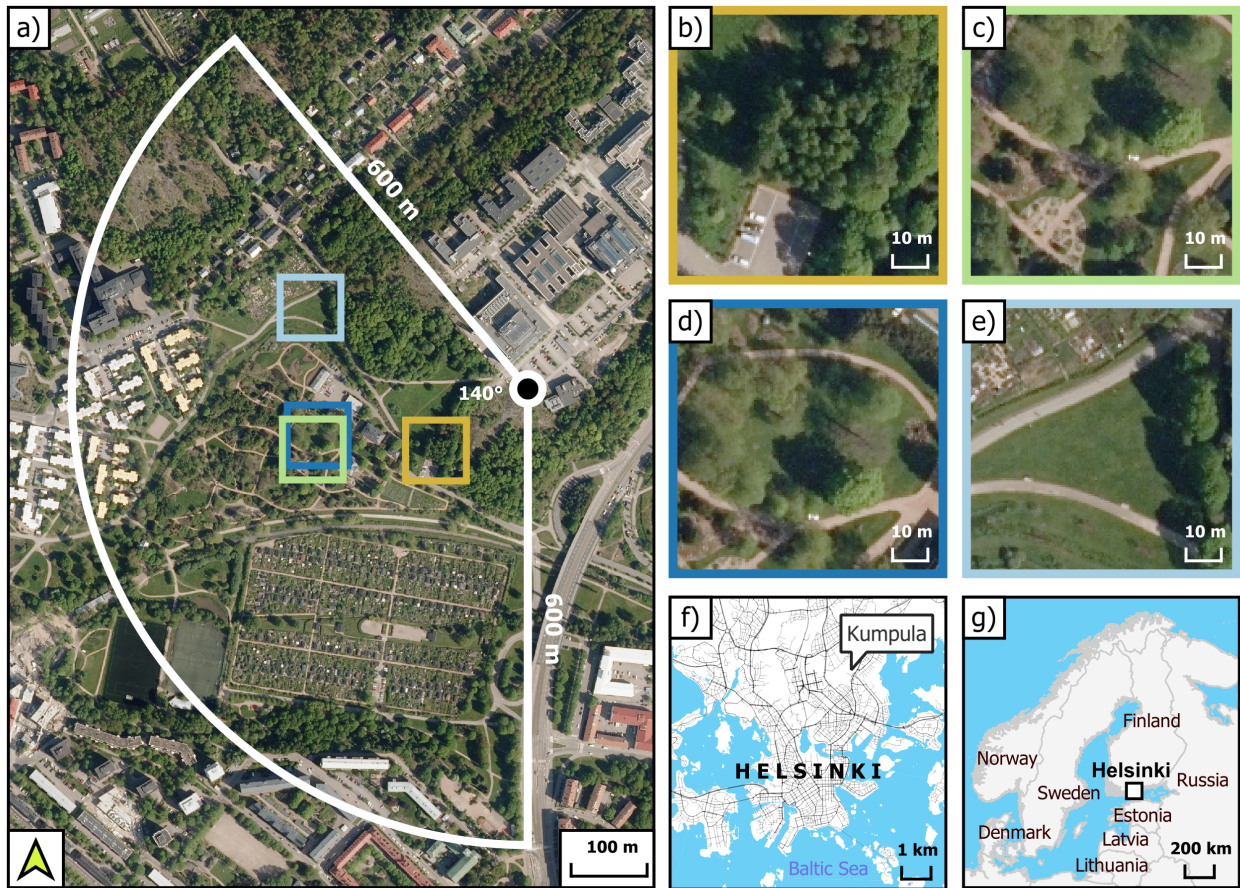 a)
600 m
140°
600 m
100 m
b)
10 m
c)
10 m
d)
10 m
e)
10 m
f)
Kumpula
HELSINKI
Baltic Sea
1 km
g)
Finland
Norway
Helsinki
Russia
Sweden
Estonia
Denmark
Latvia
Lithuania
200 km